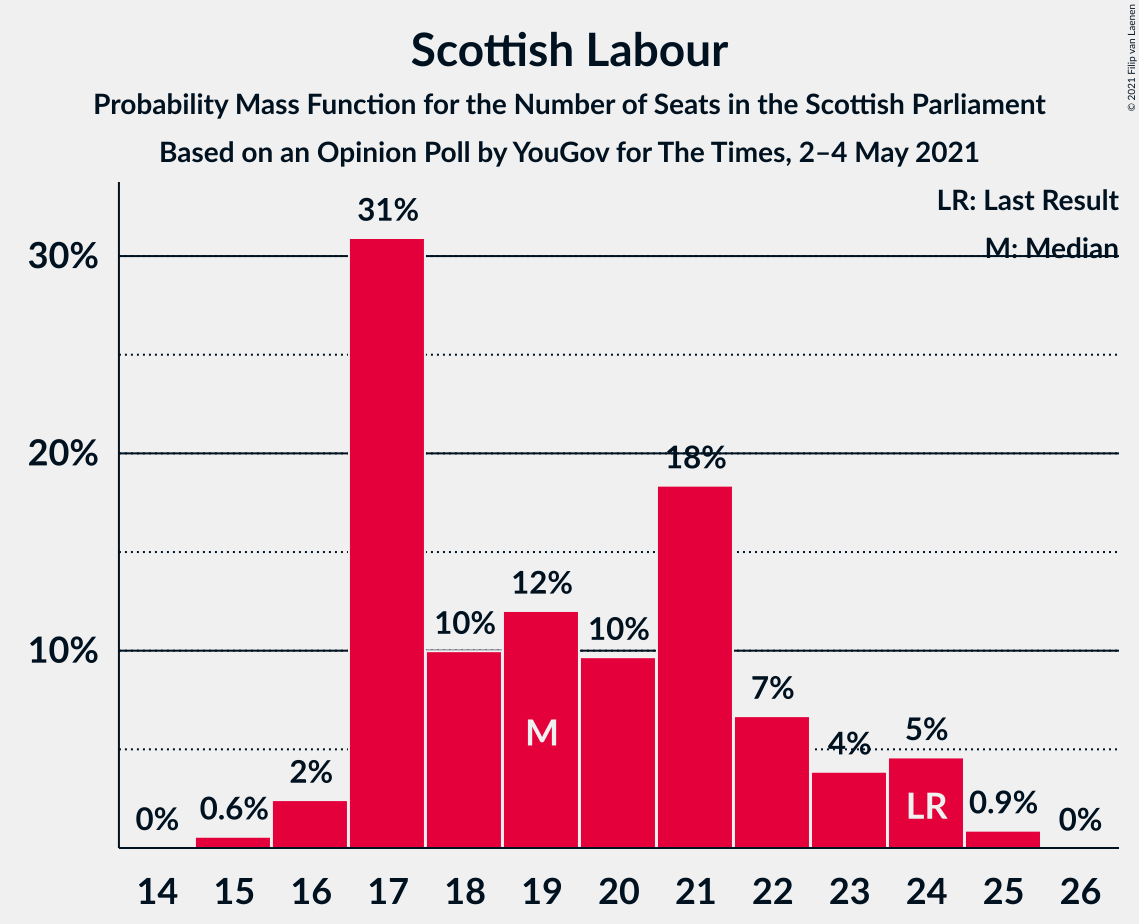 Scottish Labour
Probability Mass Function for the Number of Seats in the Scottish Parliament
Based on an Opinion Poll by YouGov for The Times, 2–4 May 2021
© 2021 Filip van Laenen
LR: Last Result
M: Median
30%
20%
10%
0%
0.6%
2%
31%
10%
12%
10%
18%
7%
4%
5%
0.9%
0%
M
LR
14 15 16 17 18 19 20 21 22 23 24 25 26